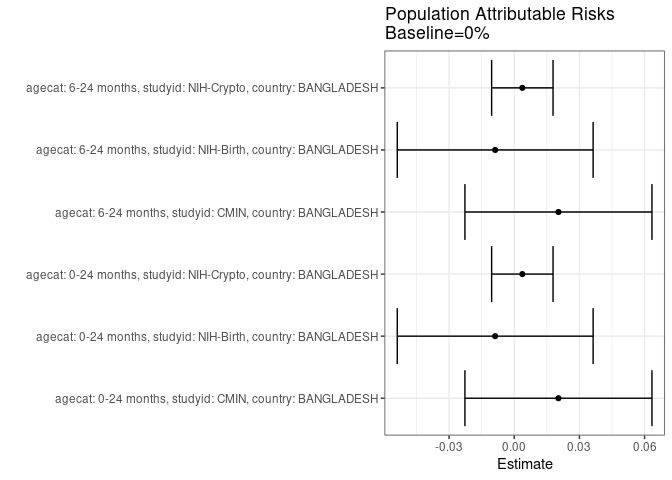 Population Attributable Risks
Baseline=0%
agecat: 6-24 months, studyid: NIH-Crypto, country: BANGLADESH
agecat: 6-24 months, studyid: NIH-Birth, country: BANGLADESH
agecat: 6-24 months, studyid: CMIN, country: BANGLADESH
agecat: 0-24 months, studyid: NIH-Crypto, country: BANGLADESH
agecat: 0-24 months, studyid: NIH-Birth, country: BANGLADESH
agecat: 0-24 months, studyid: CMIN, country: BANGLADESH
-0.03 0.00 0.03 0.06
Estimate